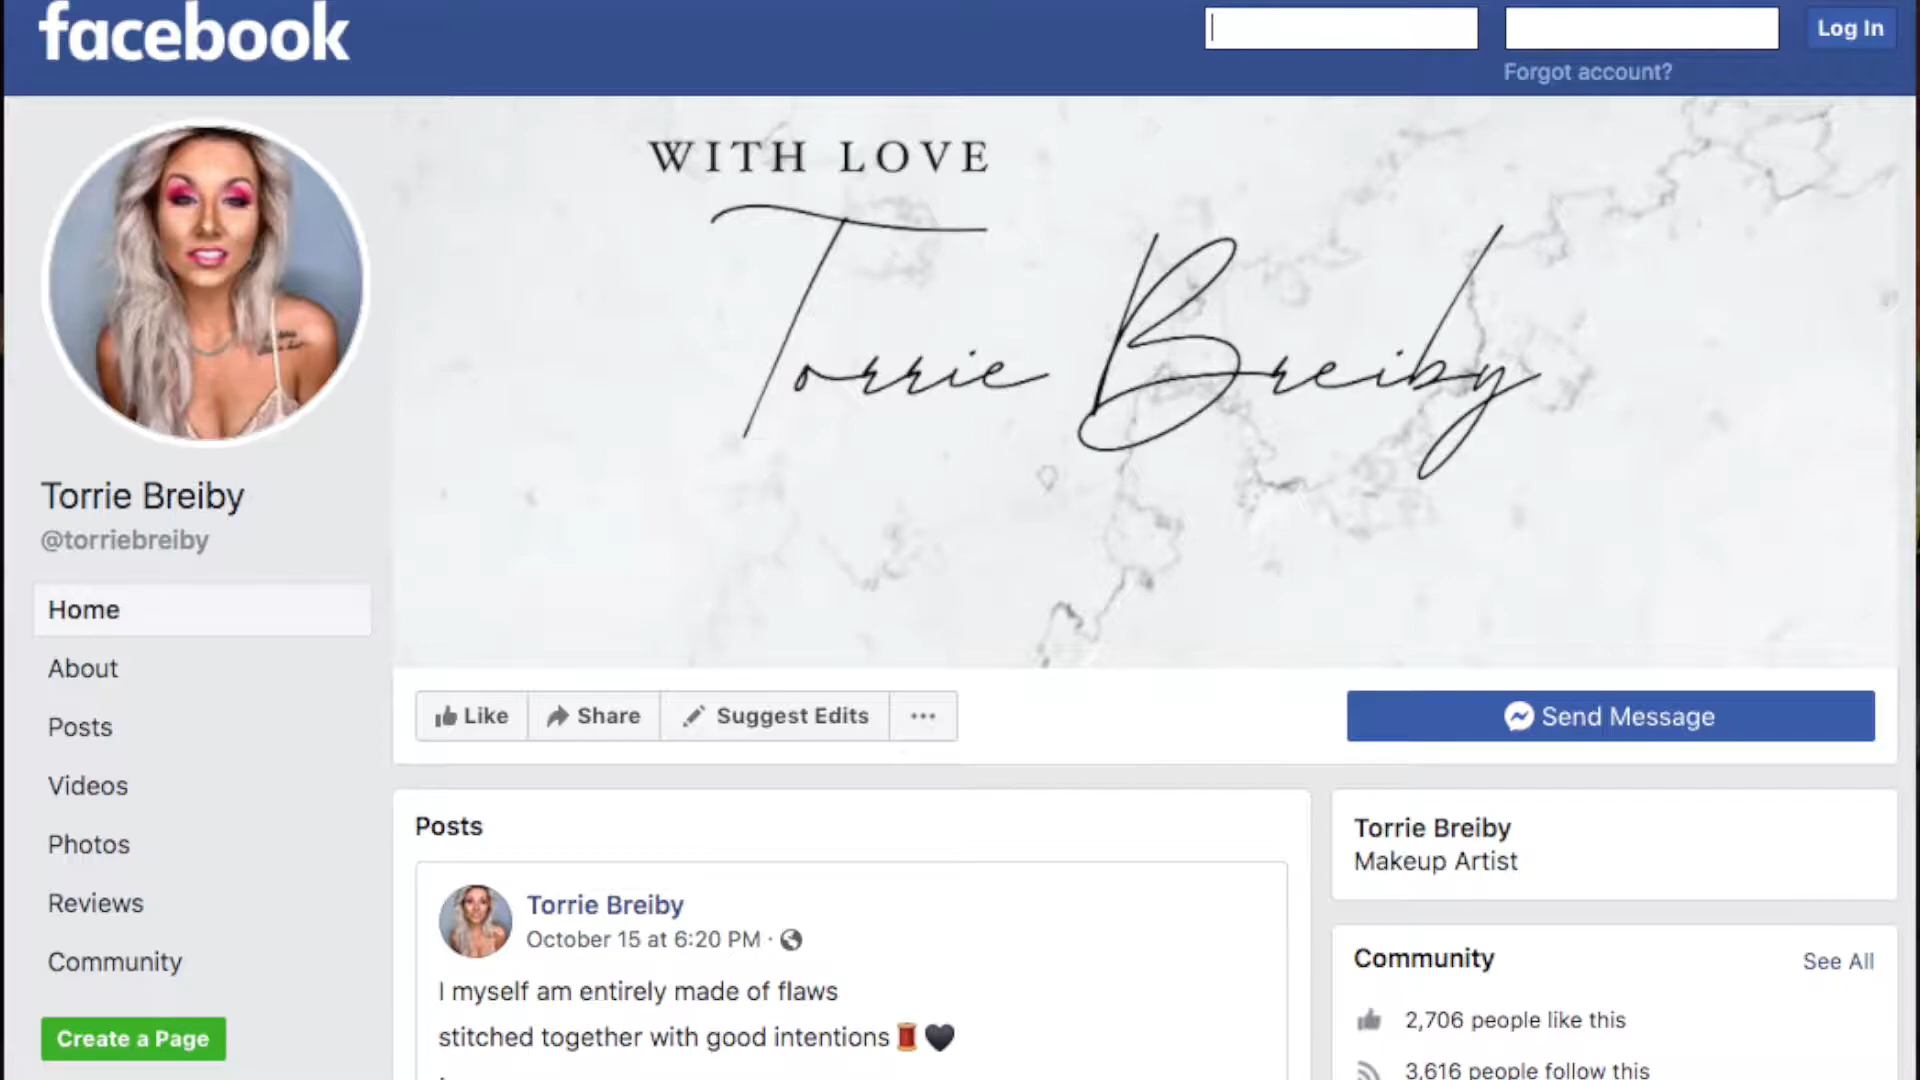 facebook
Log In
Forgot account?
WITH LOVE
Torrie Breiby
Torrie Breiby
@torriebreiby
Home
About
Posts
Videos
Photos
Reviews
Community
Create a Page
Like
Share
Suggest Edits
Send Message
Posts
Torrie Breiby
October 15 at 6:20 PM ·
I myself am entirely made of flaws
stitched together with good intentions
Torrie Breiby
Makeup Artist
Community
See All
2,706 people like this
3,616 people follow this